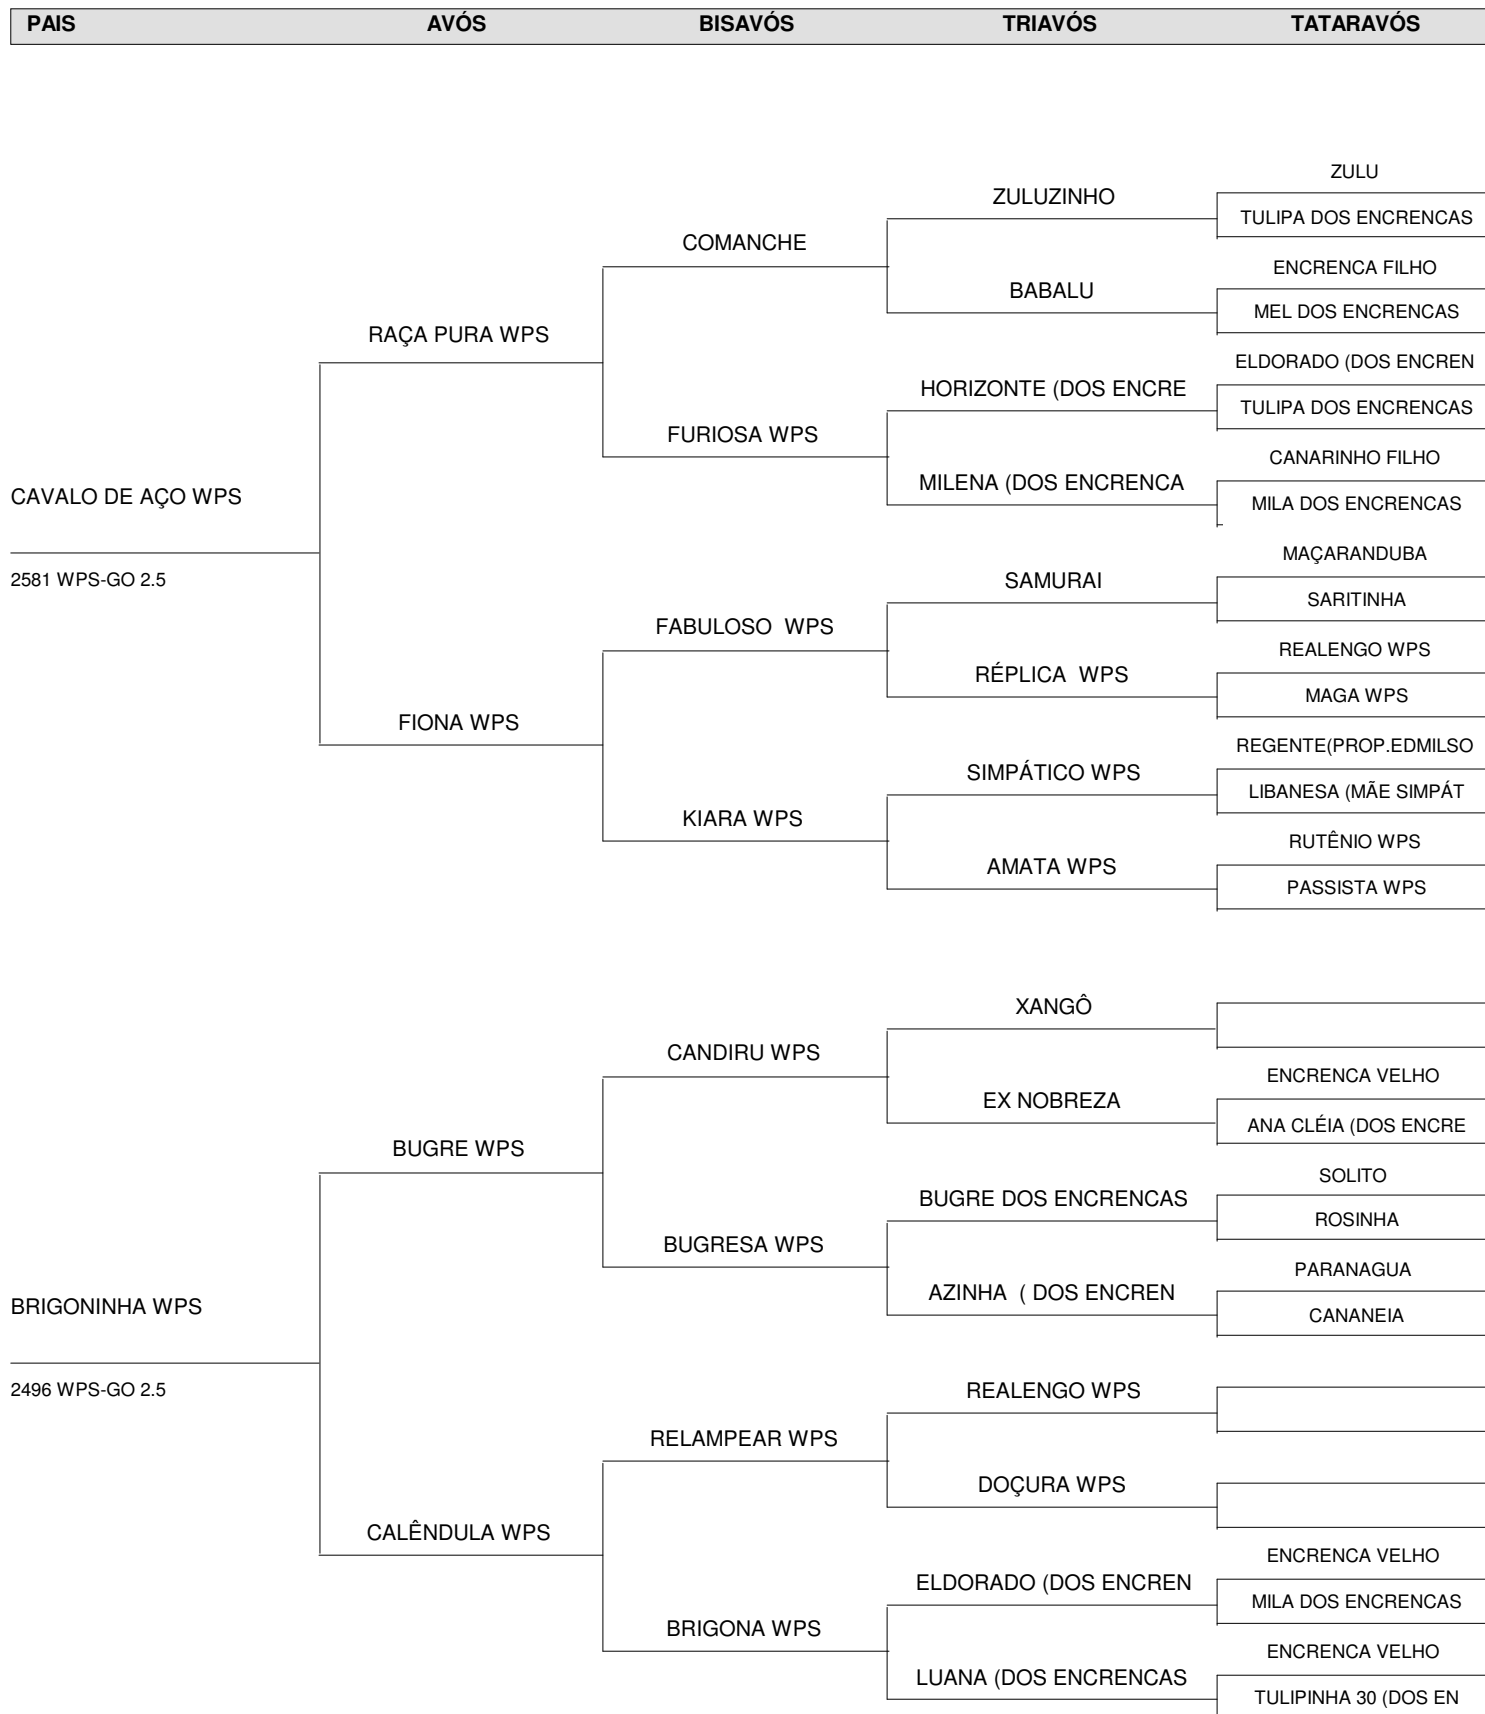 PAIS AVÓS BISAVÓS TRIAVÓS TATARAVÓS
ZULU
ZULUZINHO
TULIPA DOS ENCRENCAS
COMANCHE
ENCRENCA FILHO
BABALU
MEL DOS ENCRENCAS
RAÇA PURA WPS
ELDORADO (DOS ENCREN
HORIZONTE (DOS ENCRE
TULIPA DOS ENCRENCAS
FURIOSA WPS
CANARINHO FILHO
MILENA (DOS ENCRENCA
CAVALO DE AÇO WPS
MILA DOS ENCRENCAS
MAÇARANDUBA
2581 WPS-GO 2.5
SAMURAI
SARITINHA
FABULOSO  WPS
REALENGO WPS
RÉPLICA  WPS
MAGA WPS
FIONA WPS
REGENTE(PROP.EDMILSO
SIMPÁTICO WPS
LIBANESA (MÃE SIMPÁT
KIARA WPS
RUTÊNIO WPS
AMATA WPS
PASSISTA WPS
XANGÔ
CANDIRU WPS
ENCRENCA VELHO
EX NOBREZA
ANA CLÉIA (DOS ENCRE
BUGRE WPS
SOLITO
BUGRE DOS ENCRENCAS
ROSINHA
BUGRESA WPS
PARANAGUA
AZINHA  ( DOS ENCREN
BRIGONINHA WPS
CANANEIA
2496 WPS-GO 2.5
REALENGO WPS
RELAMPEAR WPS
DOÇURA WPS
CALÊNDULA WPS
ENCRENCA VELHO
ELDORADO (DOS ENCREN
MILA DOS ENCRENCAS
BRIGONA WPS
ENCRENCA VELHO
LUANA (DOS ENCRENCAS
TULIPINHA 30 (DOS EN